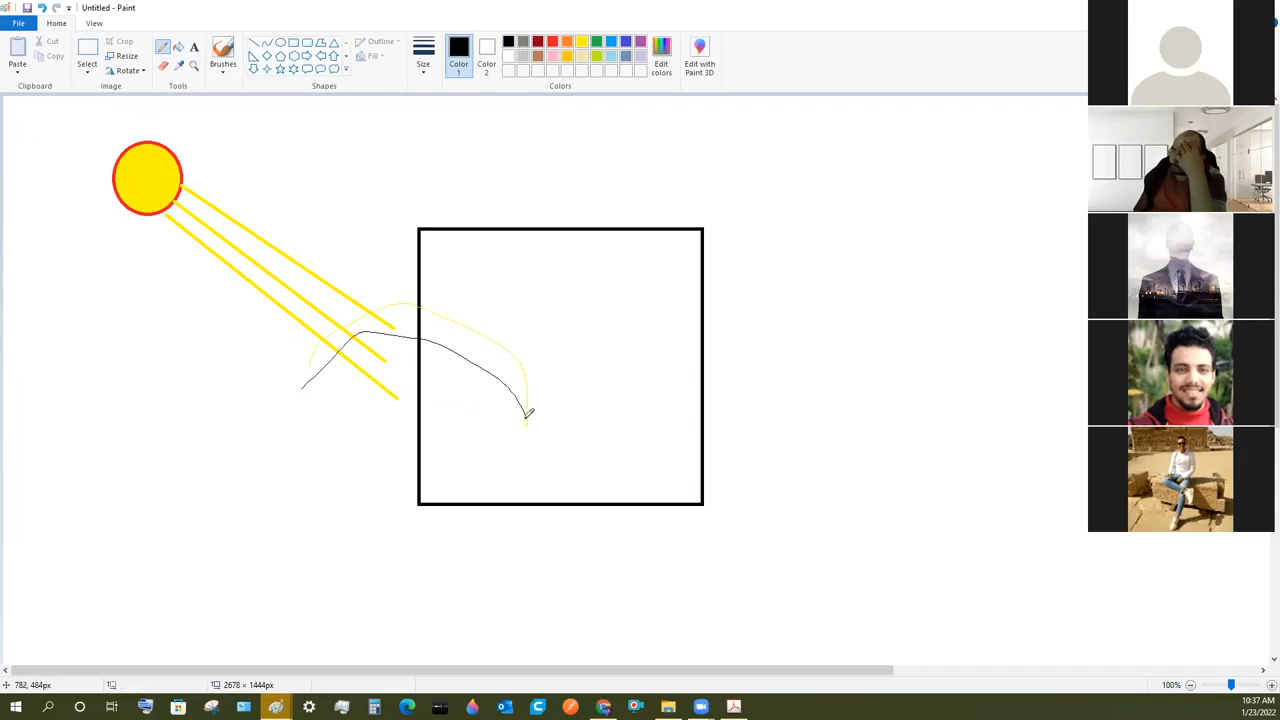 Untitled - Paint
File Home View
Paste
Cut
Copy
Clipboard
Select
Crop
Resize
Rotate
Image
A
Tools
Brushes
Outline
Fill
Shapes
Size
Color 1
Color 2
Edit colors
Colors
Edit with Paint 3D
782, 484px
2678 × 1444px
100%
10:37 AM
1/23/2022